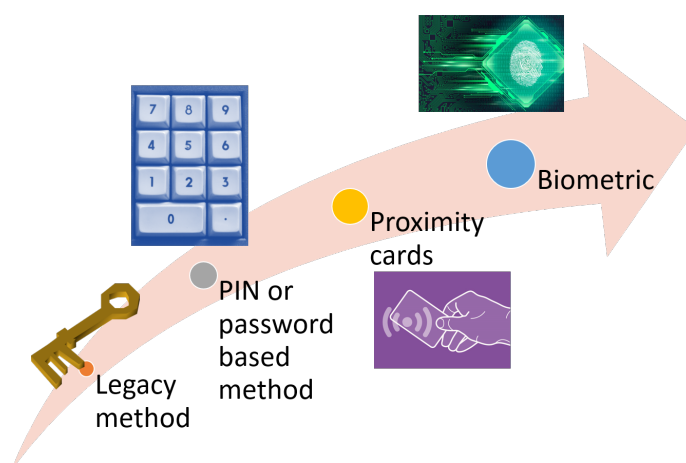 7 8 9
4 5 6
1 2 3
0 .
Biometric
Proximity
cards
PIN or
password
based
method
Legacy
method